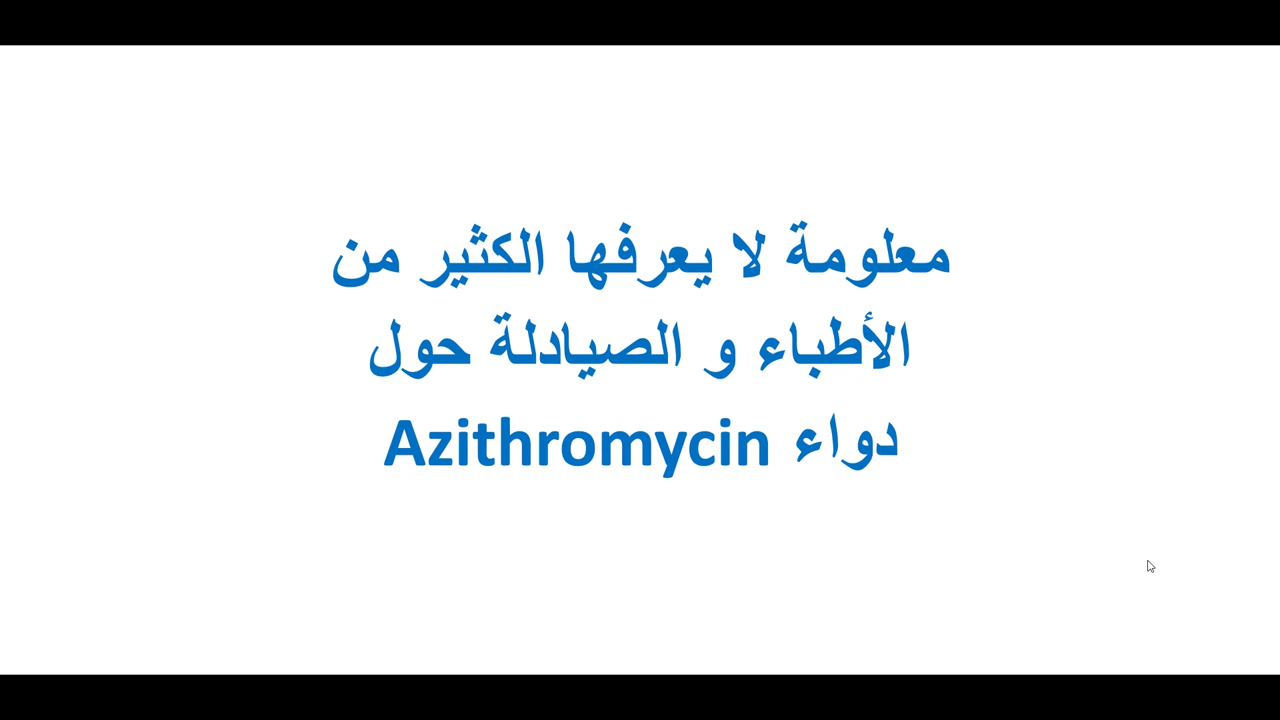 معلومة لا يعرفها الكثير من
الأطباء و الصيادلة حول
دواء Azithromycin